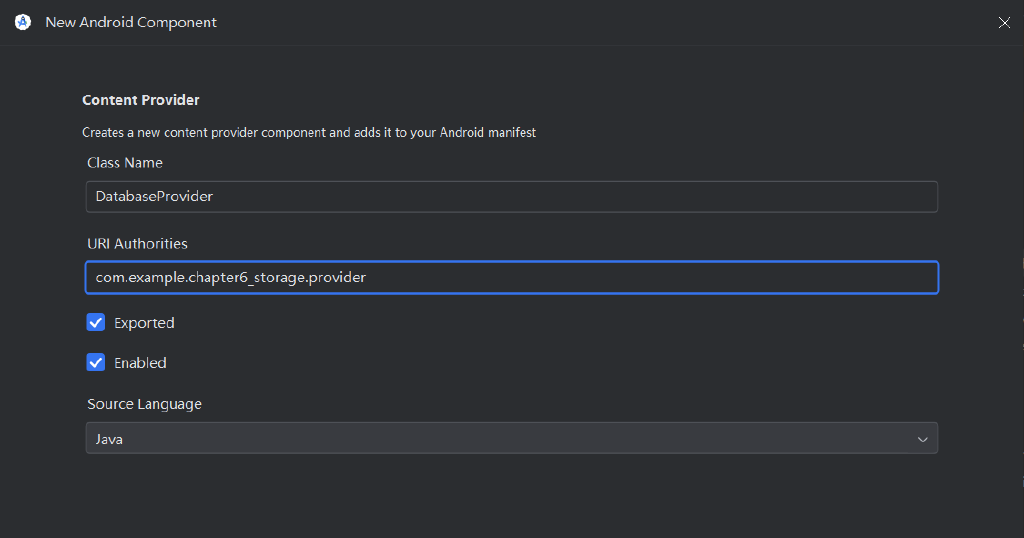 New Android Component
Content Provider
Creates a new content provider component and adds it to your Android manifest
Class Name
DatabaseProvider
URI Authorities
com.example.chapter6_storage.provider
Exported
Enabled
Source Language
Java